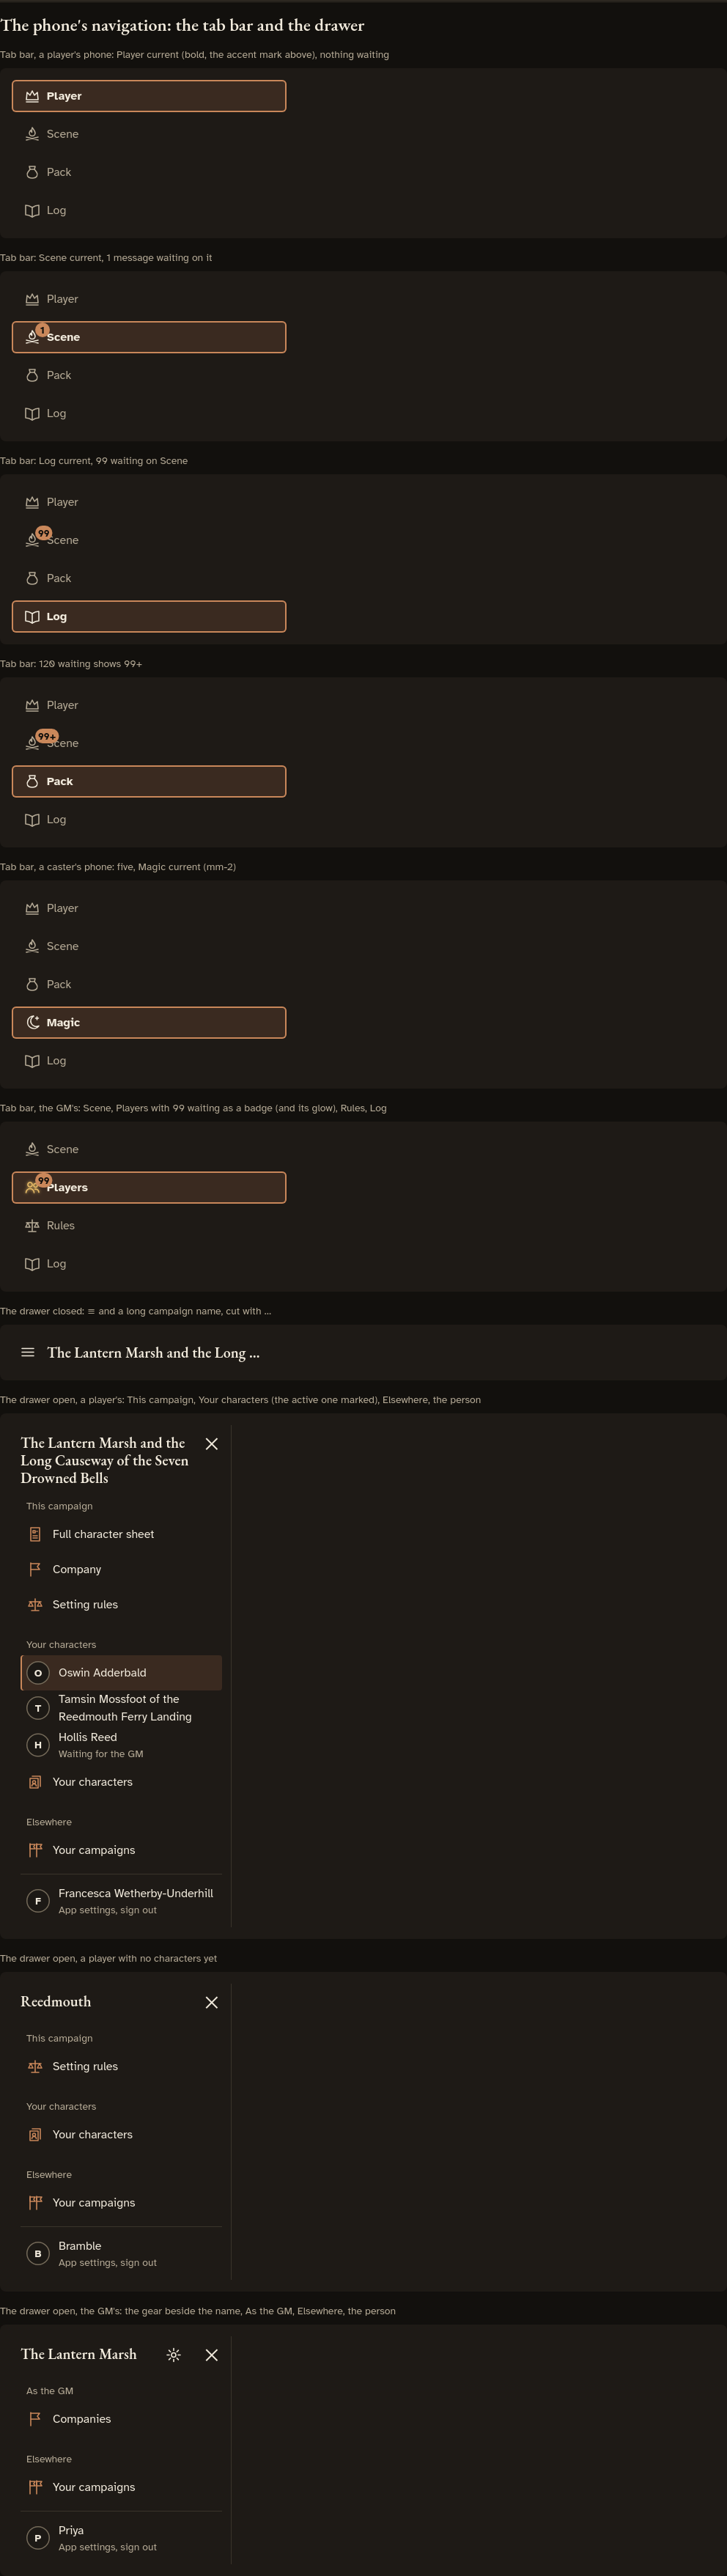 The phone's navigation: the tab bar and the drawer
Tab bar, a player's phone: Player current (bold, the accent mark above), nothing waiting
Player
Scene
Pack
Log
Tab bar: Scene current, 1 message waiting on it
Player
1
Scene
Pack
Log
Tab bar: Log current, 99 waiting on Scene
Player
99
Scene
Pack
Log
Tab bar: 120 waiting shows 99+
Player
99+
Scene
Pack
Log
Tab bar, a caster's phone: five, Magic current (mm-2)
Player
Scene
Pack
Magic
Log
Tab bar, the GM's: Scene, Players with 99 waiting as a badge (and its glow), Rules, Log
Scene
99
Players
Rules
Log
The drawer closed: ≡ and a long campaign name, cut with …
The Lantern Marsh and the Long …
The drawer open, a player's: This campaign, Your characters (the active one marked), Elsewhere, the person
The Lantern Marsh and the
Long Causeway of the Seven
Drowned Bells
This campaign
Full character sheet
Company
Setting rules
Your characters
O Oswin Adderbald
T Tamsin Mossfoot of the
Reedmouth Ferry Landing
H Hollis Reed
Waiting for the GM
Your characters
Elsewhere
Your campaigns
F Francesca Wetherby-Underhill
App settings, sign out
The drawer open, a player with no characters yet
Reedmouth
This campaign
Setting rules
Your characters
Your characters
Elsewhere
Your campaigns
B Bramble
App settings, sign out
The drawer open, the GM's: the gear beside the name, As the GM, Elsewhere, the person
The Lantern Marsh
As the GM
Companies
Elsewhere
Your campaigns
P Priya
App settings, sign out